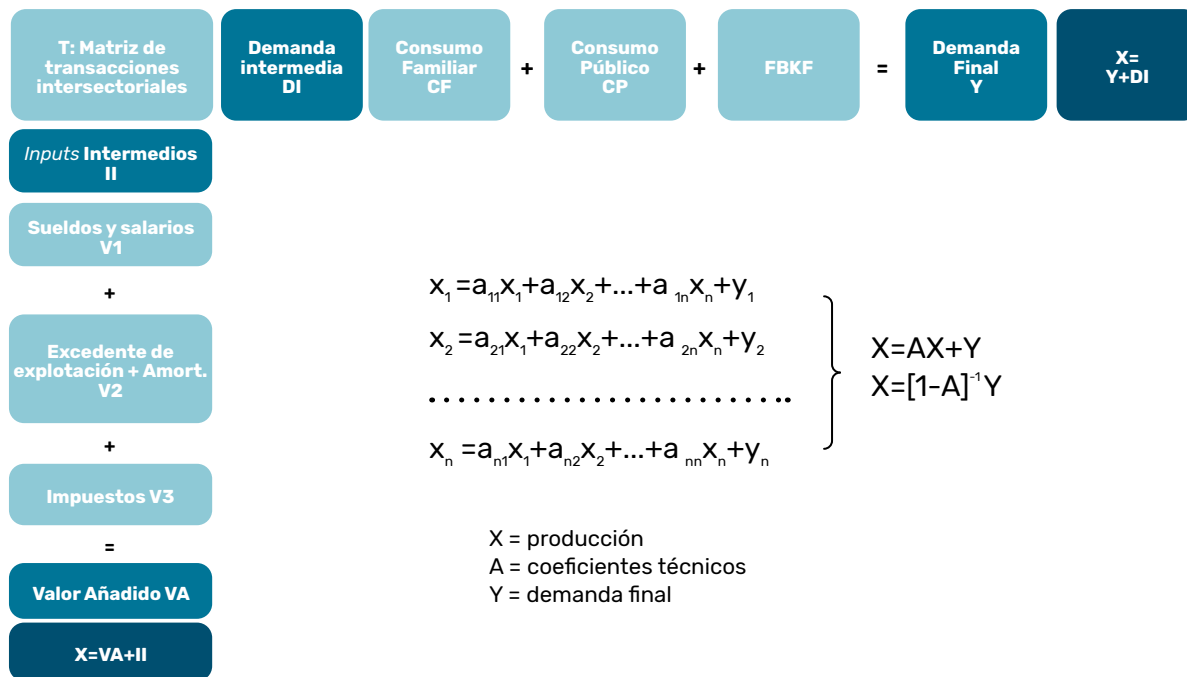 T: Matriz de
transacciones
intersectoriales
Demanda
intermedia
DI
Consumo
Familiar
CF
+
Consumo
Público
CP
+
FBKF
=
Demanda
Final
Y
X=
Y+DI
Inputs Intermedios
II
Sueldos y salarios
V1
+
Excedente de
explotación + Amort.
V2
+
Impuestos V3
=
Valor Añadido VA
X=VA+II
x₁ =a₁₁x₁+a₁₂x₂+...+a ₁ₙxₙ+y₁
x₂ =a₂₁x₁+a₂₂x₂+...+a ₂ₙxₙ+y₂
.........................
xₙ =aₙ₁x₁+aₙ₂x₂+...+a ₙₙxₙ+yₙ
X=AX+Y
X=[1-A]⁻¹Y
X = producción
A = coeficientes técnicos
Y = demanda final